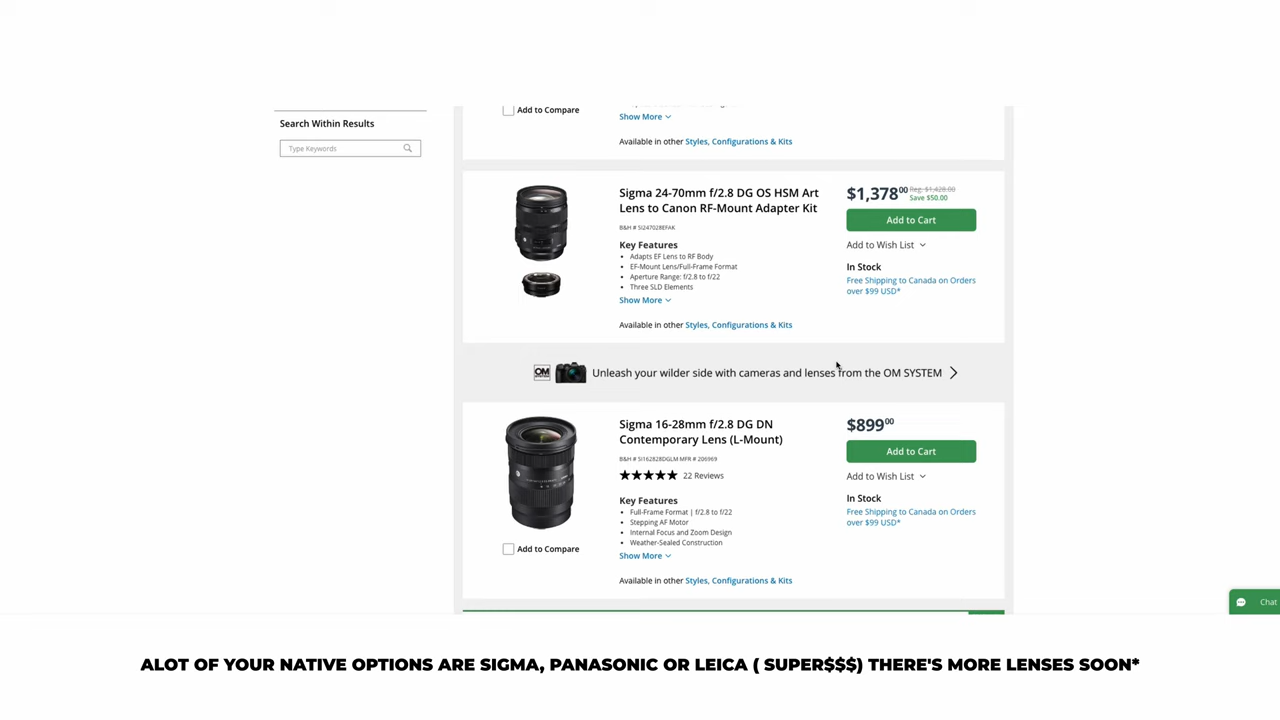 Add to Compare
Show More
Available in other Styles, Configurations & Kits
Search Within Results
Type Keywords
Sigma 24-70mm f/2.8 DG OS HSM Art
Lens to Canon RF-Mount Adapter Kit
B&H # SI247028EFAK
Key Features
Adapts EF Lens to RF Body
EF-Mount Lens/Full-Frame Format
Aperture Range: f/2.8 to f/22
Three SLD Elements
Show More
Available in other Styles, Configurations & Kits
$1,378.00 Reg. $1,428.00
Save $50.00
Add to Cart
Add to Wish List
In Stock
Free Shipping to Canada on Orders
over $99 USD*
OM
Unleash your wilder side with cameras and lenses from the OM SYSTEM
Sigma 16-28mm f/2.8 DG DN
Contemporary Lens (L-Mount)
B&H # SI162828DGLM MFR # 206969
22 Reviews
Key Features
Full-Frame Format | f/2.8 to f/22
Stepping AF Motor
Internal Focus and Zoom Design
Weather-Sealed Construction
Show More
Available in other Styles, Configurations & Kits
Add to Compare
$899.00
Add to Cart
Add to Wish List
In Stock
Free Shipping to Canada on Orders
over $99 USD*
Chat
ALOT OF YOUR NATIVE OPTIONS ARE SIGMA, PANASONIC OR LEICA ( SUPER$$$) THERE'S MORE LENSES SOON*